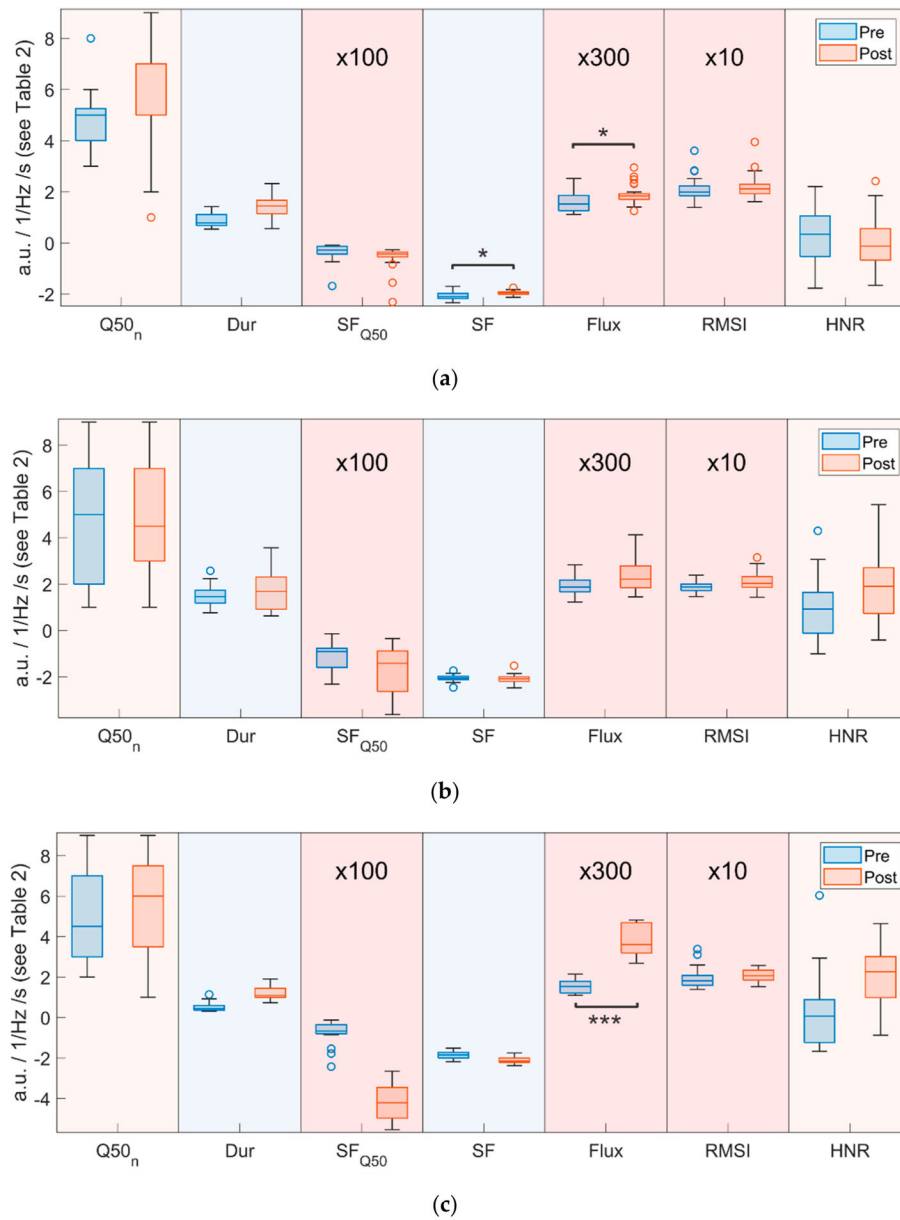 a.u. / 1/Hz /s (see Table 2)
8
6
4
2
0
-2
x100
x300
x10
Pre
Post
*
*
Q50n
Dur
SFQ50
SF
Flux
RMSI
HNR
(a)
a.u. / 1/Hz /s (see Table 2)
8
6
4
2
0
-2
x100
x300
x10
Pre
Post
Q50n
Dur
SFQ50
SF
Flux
RMSI
HNR
(b)
a.u. / 1/Hz /s (see Table 2)
8
6
4
2
0
-2
-4
x100
x300
x10
Pre
Post
***
Q50n
Dur
SFQ50
SF
Flux
RMSI
HNR
(c)